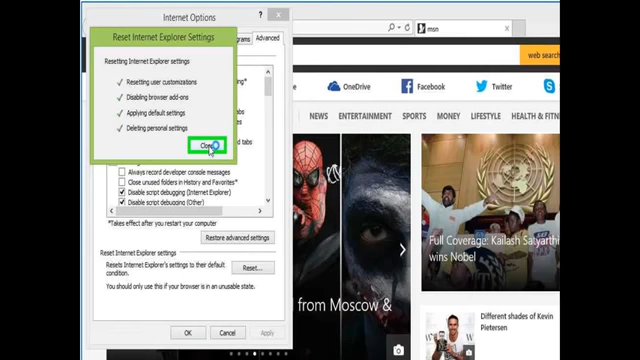 Internet Options
?
Reset Internet Explorer Settings
Advanced
Resetting Internet Explorer settings
Resetting user customizations
Disabling browser add-ons
Applying default settings
Deleting personal settings
Always record developer console messages
Close unused folders in History and Favorites*
Disable script debugging (Internet Explorer)
Disable script debugging (Other)
*Takes effect after you restart your computer
Restore advanced settings
Reset Internet Explorer settings
Resets Internet Explorer's settings to their default
condition.
Reset...
You should only use this if your browser is in an unusable state.
OK
Cancel
Apply
msn
web search
OneDrive
Facebook
Twitter
NEWS
ENTERTAINMENT
SPORTS
MONEY
LIFESTYLE
HEALTH & FITN
Full Coverage: Kailash Satyarthi
wins Nobel
from Moscow &
Different shades of Kevin
Pietersen